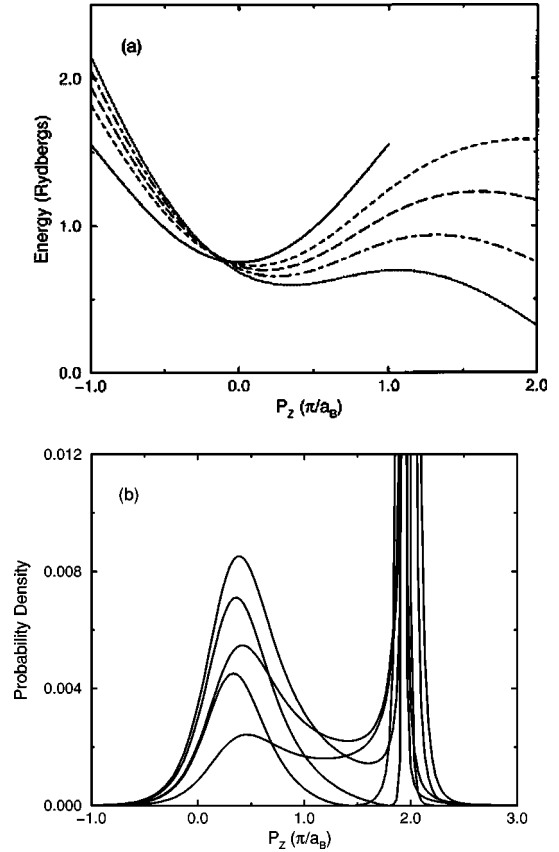 (a)
Energy (Rydbergs)
2.0
1.0
0.0
−1.0 0.0 1.0 2.0
P_Z (π/a_B)
(b)
Probability Density
0.012
0.008
0.004
0.000
−1.0 0.0 1.0 2.0 3.0
P_Z (π/a_B)